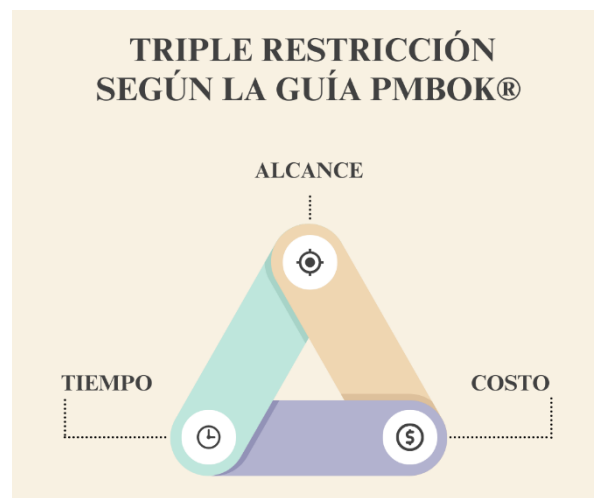 TRIPLE RESTRICCIÓN
SEGÚN LA GUÍA PMBOK®
ALCANCE
TIEMPO
COSTO
$